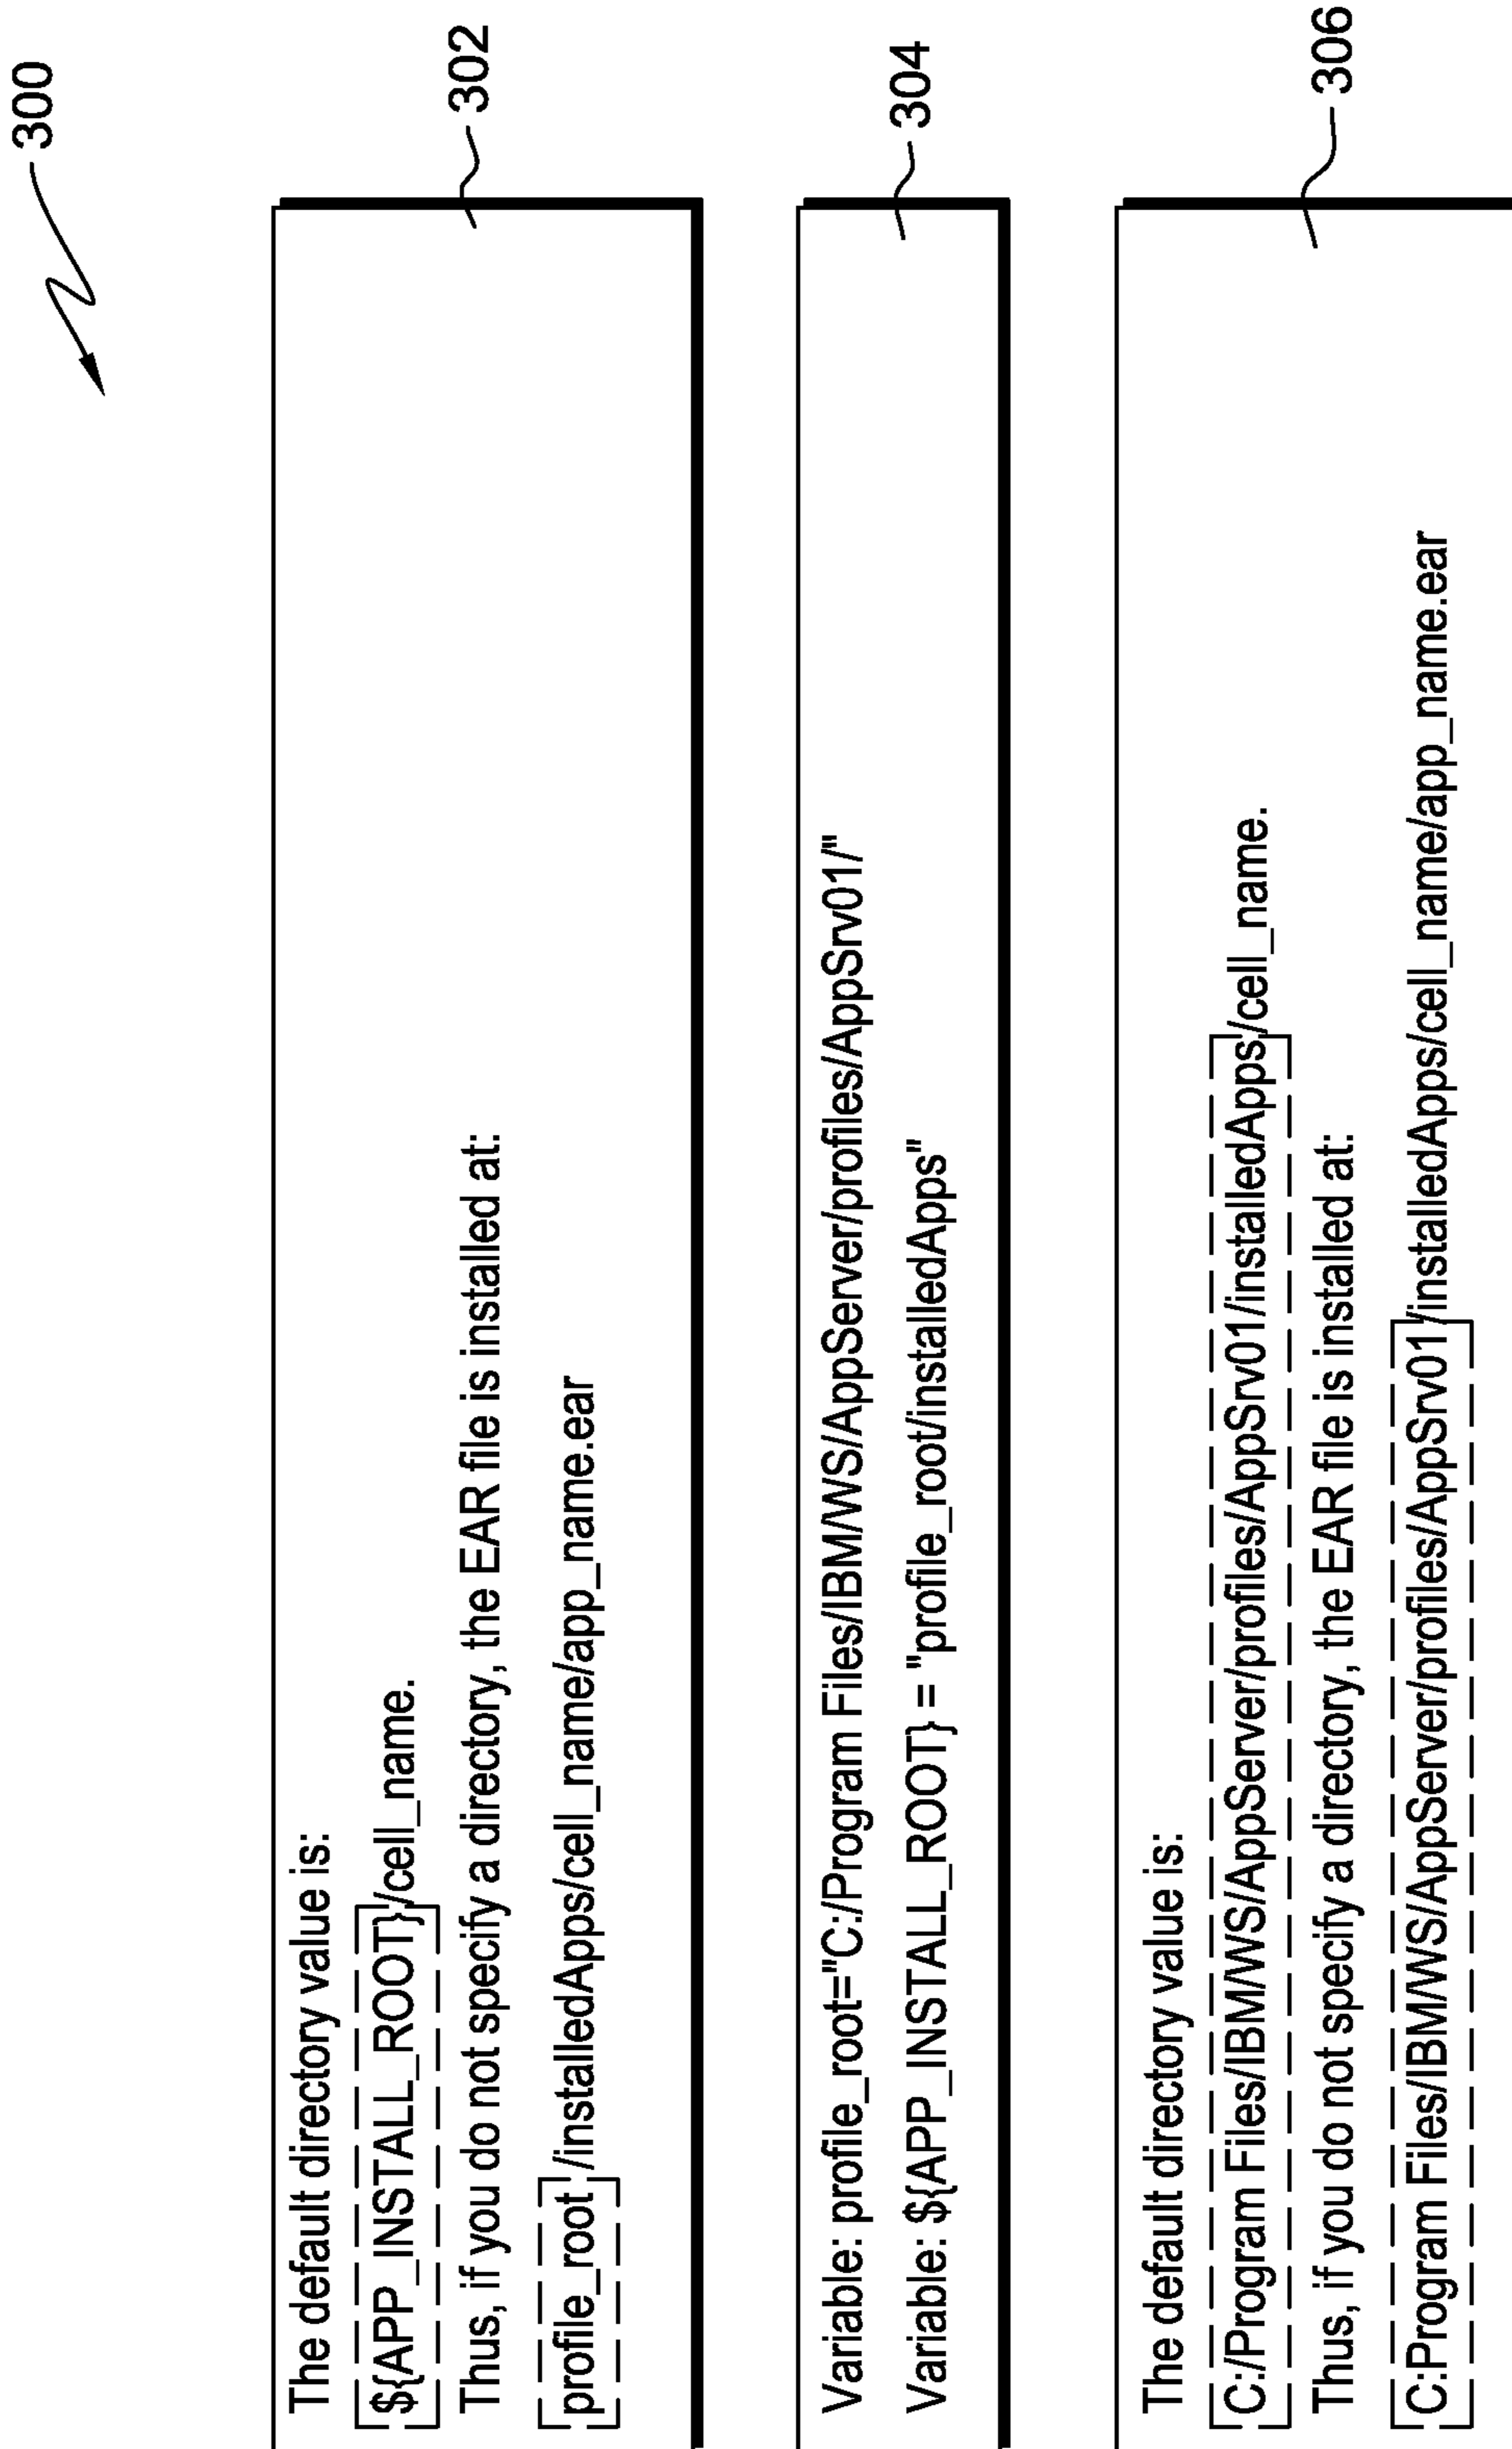 300
The default directory value is:
${APP_INSTALL_ROOT}/cell_name.
Thus, if you do not specify a directory, the EAR file is installed at:
profile_root /installedApps/cell_name/app_name.ear
302
Variable: profile_root="C:/Program Files/IBM/WS/AppServer/profiles/AppSrv01/"
Variable: ${APP_INSTALL_ROOT} = "profile_root/installedApps"
304
The default directory value is:
C:/Program Files/IBM/WS/AppServer/profiles/AppSrv01/installedApps/cell_name.
Thus, if you do not specify a directory, the EAR file is installed at:
C:Program Files/IBM/WS/AppServer/profiles/AppSrv01/installedApps/cell_name/app_name.ear
306